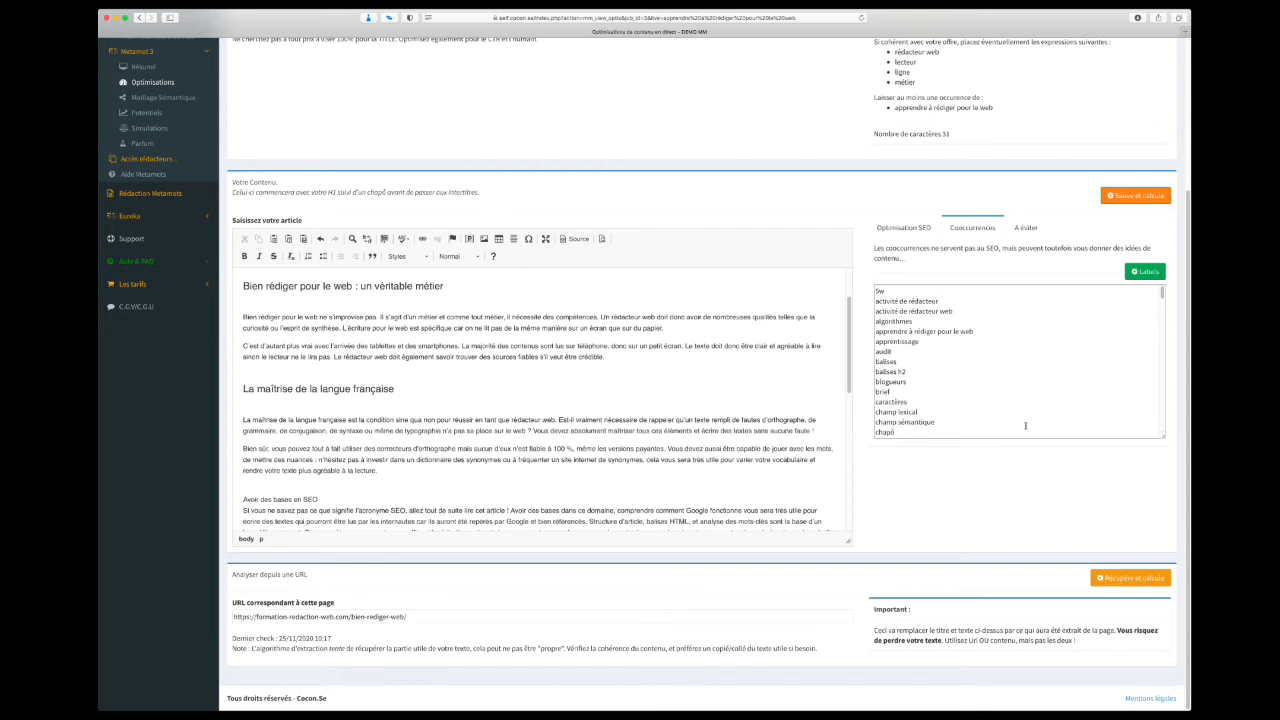 self.cocon.se/index.php?action=mm_view_optis&jcb_id=3&live=apprendre%20à%20rédiger%20pour%20le%20web
Optimisations de contenu en direct - DEMO MM
Metamot 3
Résumé
Optimisations
Maillage Sémantique
Potentiels
Simulations
Parfum
Accès rédacteurs...
Aide Metamots
Rédaction Metamots
Eureka
Support
Aide & FAQ
Les tarifs
C.G.V/C.G.U
Ne cherchez pas à tout prix à viser 100% pour la TITLE. Optimisez également pour le CTR et l'humain.
Si cohérent avec votre offre, placez éventuellement les expressions suivantes :
rédacteur web
lecteur
ligne
métier
Laisser au moins une occurence de :
apprendre à rédiger pour le web
Nombre de caractères 31
Votre Contenu.
Celui-ci commencera avec votre H1 suivi d'un chapô avant de passer aux intertitres.
Sauve et calcule
Saisissez votre article
Source
Styles
Normal
Bien rédiger pour le web : un véritable métier
Bien rédiger pour le web ne s'improvise pas. Il s'agit d'un métier et comme tout métier, il nécessite des compétences. Un rédacteur web doit donc avoir de nombreuses qualités telles que la
curiosité ou l'esprit de synthèse. L'écriture pour le web est spécifique car on ne lit pas de la même manière sur un écran que sur du papier.
C'est d'autant plus vrai avec l'arrivée des tablettes et des smartphones. La majorité des contenus sont lus sur téléphone, donc sur un petit écran. Le texte doit donc être clair et agréable à lire
sinon le lecteur ne le lira pas. Le rédacteur web doit également savoir trouver des sources fiables s'il veut être crédible.
La maîtrise de la langue française
La maîtrise de la langue française est la condition sine qua non pour réussir en tant que rédacteur web. Est-il vraiment nécessaire de rappeler qu'un texte rempli de fautes d'orthographe, de
grammaire, de conjugaison, de syntaxe ou même de typographie n'a pas sa place sur le web ? Vous devez absolument maîtriser tous ces éléments et écrire des textes sans aucune faute !
Bien sûr, vous pouvez tout à fait utiliser des correcteurs d'orthographe mais aucun d'eux n'est fiable à 100 %, même les versions payantes. Vous devez aussi être capable de jouer avec les mots,
de mettre des nuances : n'hésitez pas à investir dans un dictionnaire des synonymes ou à fréquenter un site internet de synonymes, cela vous sera très utile pour varier votre vocabulaire et
rendre votre texte plus agréable à la lecture.
Avoir des bases en SEO
Si vous ne savez pas ce que signifie l'acronyme SEO, allez tout de suite lire cet article ! Avoir des bases dans ce domaine, comprendre comment Google fonctionne vous sera très utile pour
écrire des textes qui pourront être lus par les internautes car ils auront été repérés par Google et bien référencés. Structure d'article, balises HTML, et analyse des mots-clés sont la base d'un
body p
Optimisation SEO
Cooccurrences
A éviter
Les cooccurrences ne servent pas au SEO, mais peuvent toutefois vous donner des idées de
contenu...
Labels
5w
activité de rédacteur
activité de rédacteur web
algorithmes
apprendre à rédiger pour le web
apprentissage
audit
balises
balises h2
blogueurs
brief
caractères
champ lexical
champ sémantique
chapô
Analyser depuis une URL
Récupère et calcule
URL correspondant à cette page
https://formation-redaction-web.com/bien-rediger-web/
Dernier check : 25/11/2020 10:17
Note : L'algorithme d'extraction tente de récupérer la partie utile de votre texte, cela peut ne pas être "propre". Vérifiez la cohérence du contenu, et préférez un copié/collé du texte utile si besoin.
Important :
Ceci va remplacer le titre et texte ci-dessus par ce qui aura été extrait de la page. Vous risquez
de perdre votre texte. Utilisez Url OU contenu, mais pas les deux !
Tous droits réservés - Cocon.Se
Mentions légales